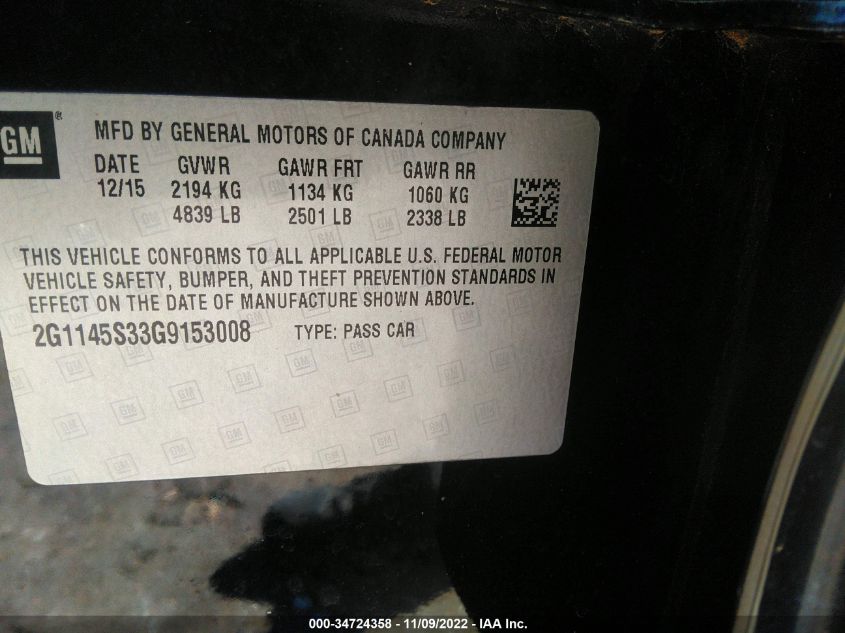 GM ®
MFD BY GENERAL MOTORS OF CANADA COMPANY
DATE GVWR GAWR FRT GAWR RR
12/15 2194 KG 1134 KG 1060 KG
4839 LB 2501 LB 2338 LB
THIS VEHICLE CONFORMS TO ALL APPLICABLE U.S. FEDERAL MOTOR
VEHICLE SAFETY, BUMPER, AND THEFT PREVENTION STANDARDS IN
EFFECT ON THE DATE OF MANUFACTURE SHOWN ABOVE.
2G1145S33G9153008 TYPE: PASS CAR
000-34724358 - 11/09/2022 - IAA Inc.